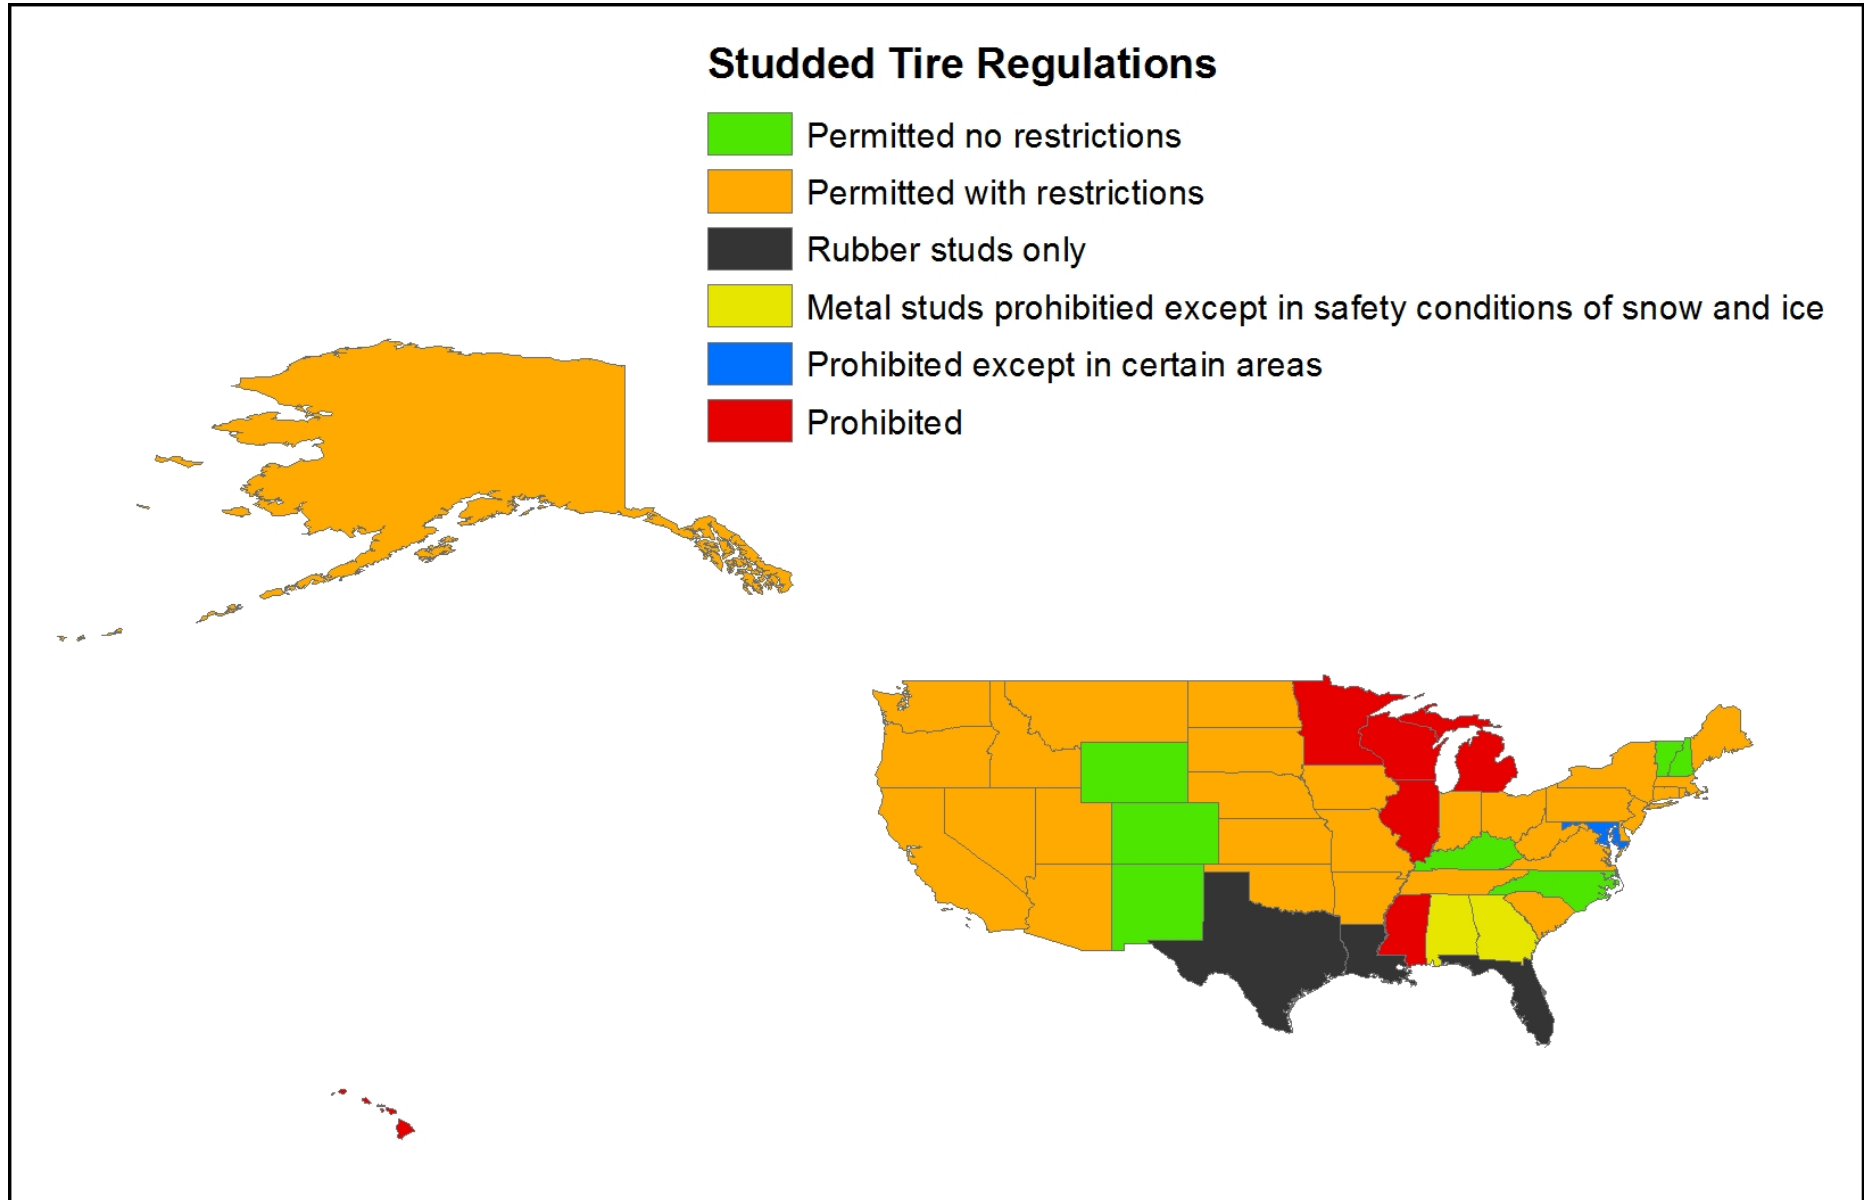 Studded Tire Regulations
Permitted no restrictions
Permitted with restrictions
Rubber studs only
Metal studs prohibitied except in safety conditions of snow and ice
Prohibited except in certain areas
Prohibited